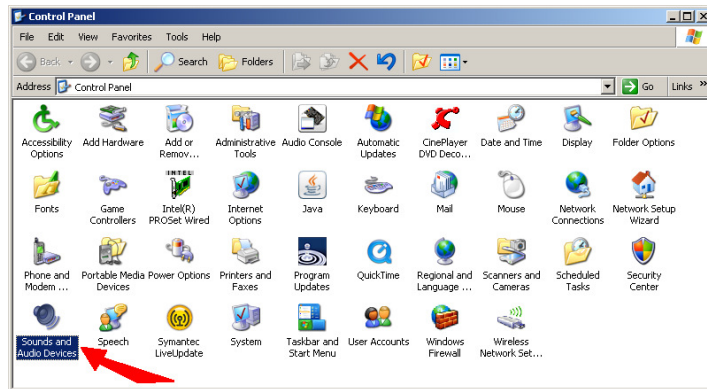 Control Panel
File Edit View Favorites Tools Help
Back Search Folders
Address Control Panel Go Links »
Accessibility Options
Add Hardware
Add or Remov...
Administrative Tools
Audio Console
Automatic Updates
CinePlayer DVD Deco...
Date and Time
Display
Folder Options
Fonts
Game Controllers
INTEL
Intel(R) PROSet Wired
Internet Options
Java
Keyboard
Mail
Mouse
Network Connections
Network Setup Wizard
Phone and Modem ...
Portable Media Devices
Power Options
Printers and Faxes
Program Updates
QuickTime
Regional and Language ...
Scanners and Cameras
Scheduled Tasks
Security Center
Sounds and Audio Devices
Speech
Symantec LiveUpdate
System
Taskbar and Start Menu
User Accounts
Windows Firewall
Wireless Network Set...